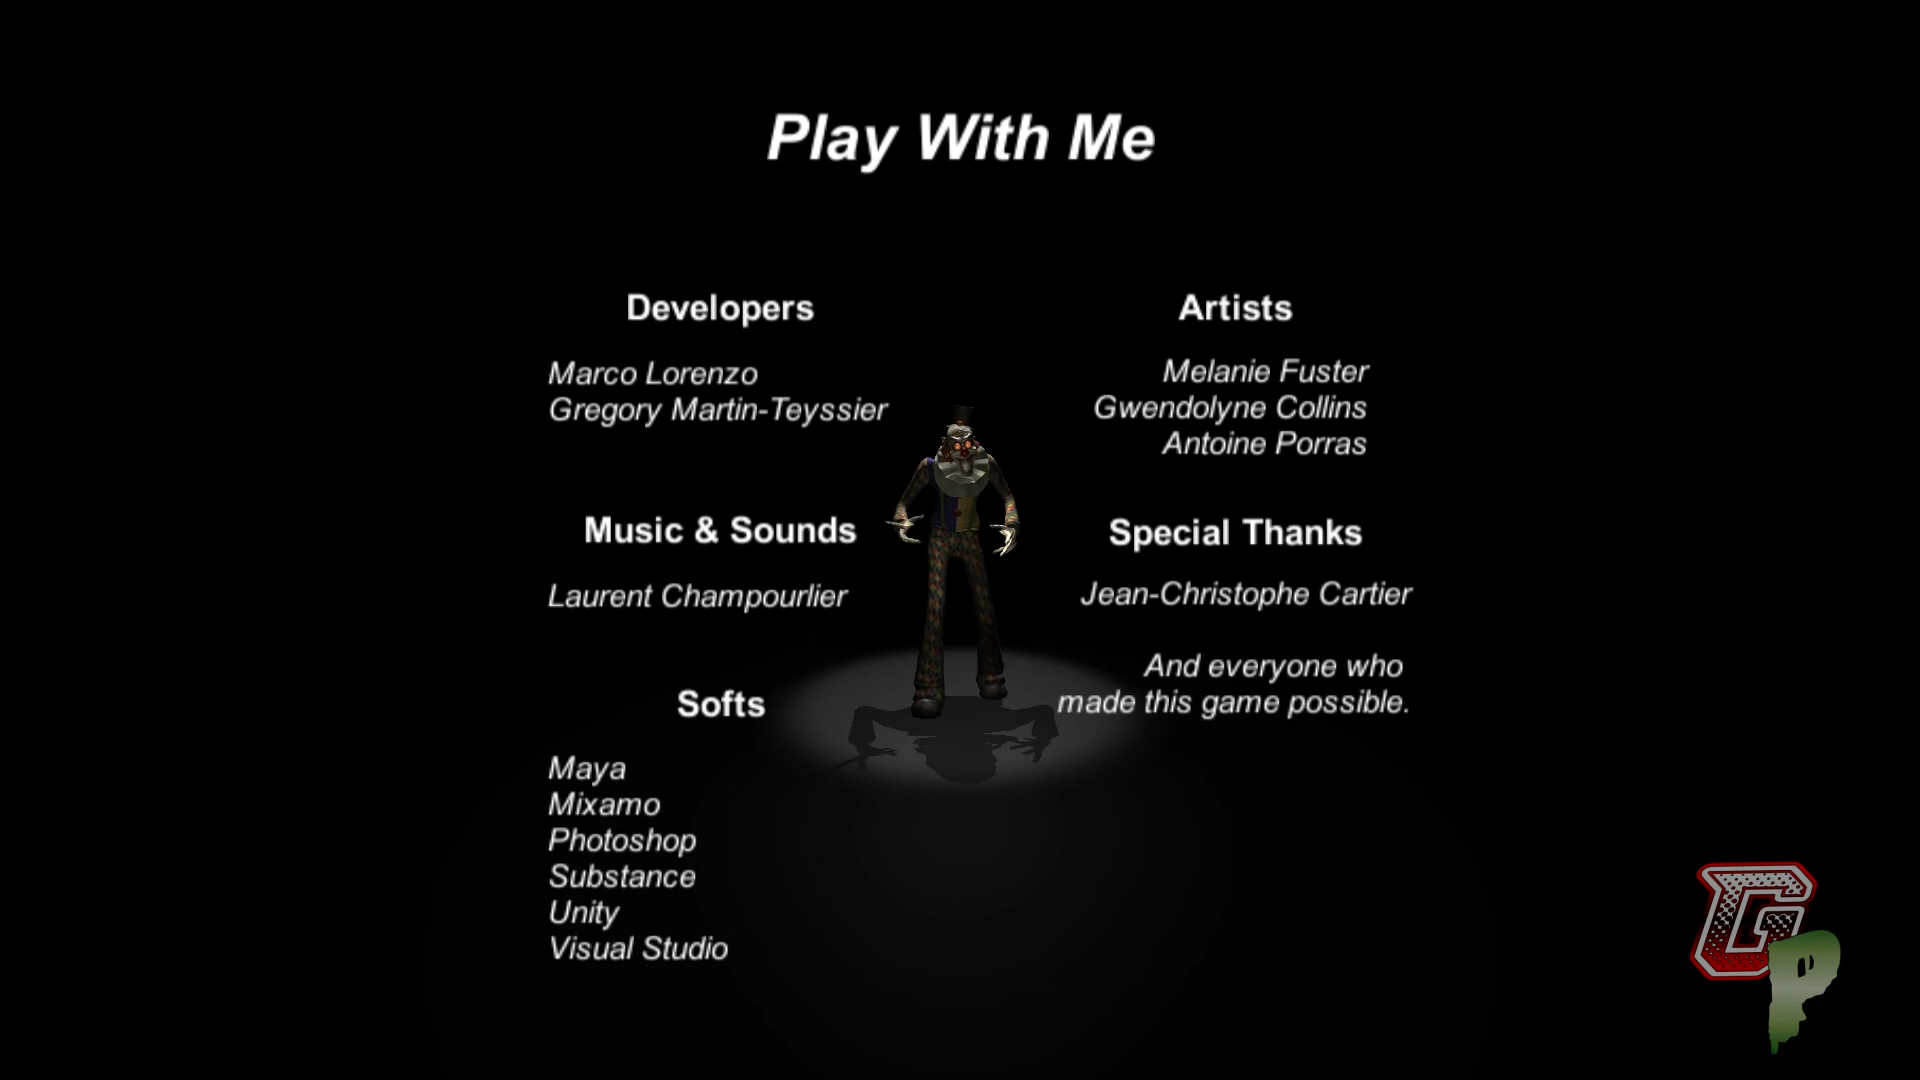 Play With Me
Developers
Marco Lorenzo
Gregory Martin-Teyssier
Artists
Melanie Fuster
Gwendolyne Collins
Antoine Porras
Music & Sounds
Laurent Champourlier
Special Thanks
Jean-Christophe Cartier
And everyone who
made this game possible.
Softs
Maya
Mixamo
Photoshop
Substance
Unity
Visual Studio
G
P